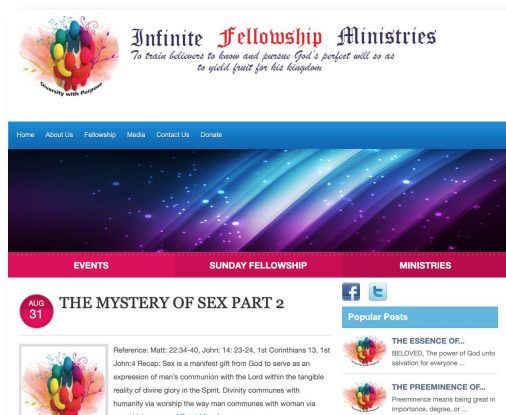 Infinite Fellowship Ministries
To train believers to know and pursue God's perfect will so as
to yield fruit for his kingdom
Diversity with Purpose
Home About Us Fellowship Media Contact Us Donate
EVENTS SUNDAY FELLOWSHIP MINISTRIES
AUG
31
THE MYSTERY OF SEX PART 2
Reference: Matt: 22:34-40, John: 14: 23-24, 1st Corinthians 13, 1st
John:4 Recap: Sex is a manifest gift from God to serve as an
expression of man's communion with the Lord within the tangible
reality of divine glory in the Spirit. Divinity communes with
humanity via worship the way man communes with woman via
Popular Posts
THE ESSENCE OF...
BELOVED, The power of God unto
salvation for everyone ...
THE PREEMINENCE OF...
Preeminence means being great in
importance, degree, or ...